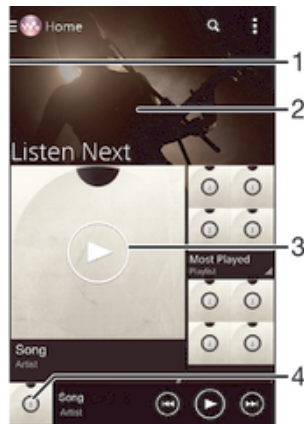 Home
1
2
Listen Next
3
Most Played
Playlist
Song
Artist
4
Song
Artist